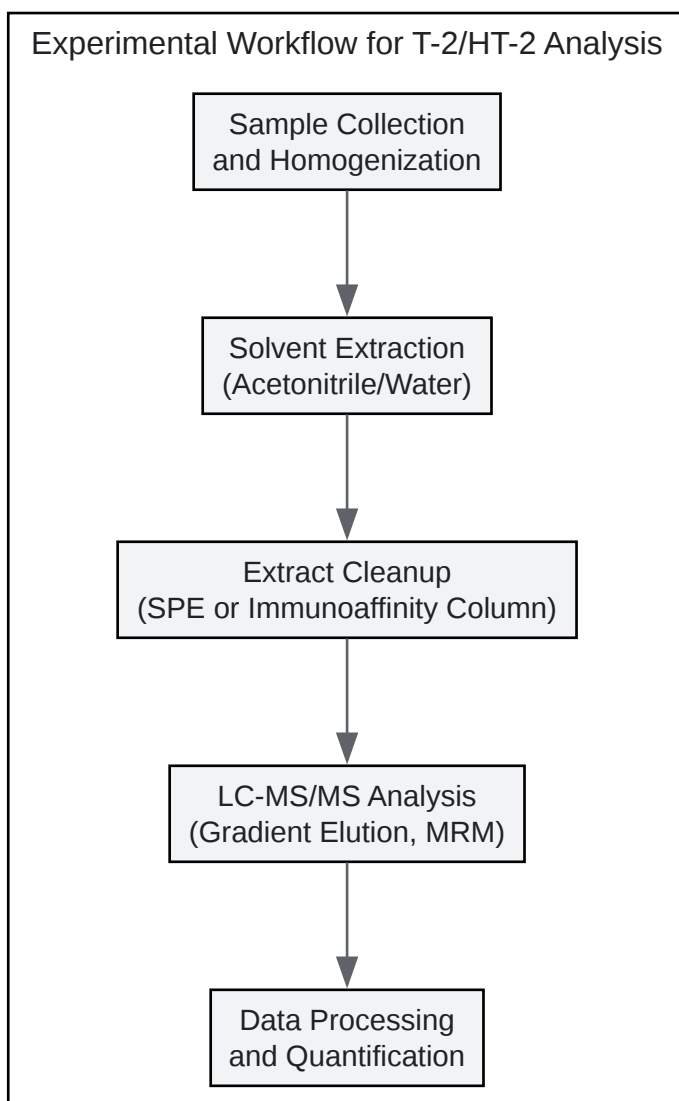 Experimental Workflow for T-2/HT-2 Analysis
Sample Collection
and Homogenization
Solvent Extraction
(Acetonitrile/Water)
Extract Cleanup
(SPE or Immunoaffinity Column)
LC-MS/MS Analysis
(Gradient Elution, MRM)
Data Processing
and Quantification